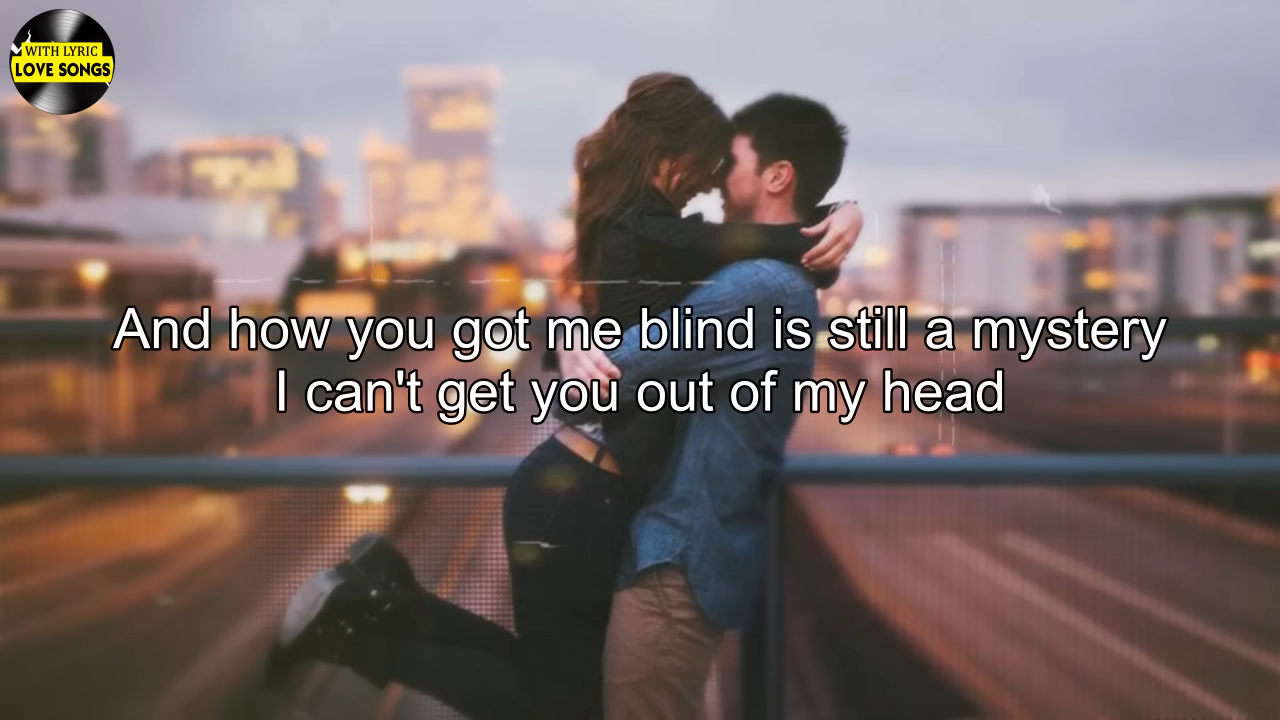 WITH LYRIC
LOVE SONGS
And how you got me blind is still a mystery
I can't get you out of my head